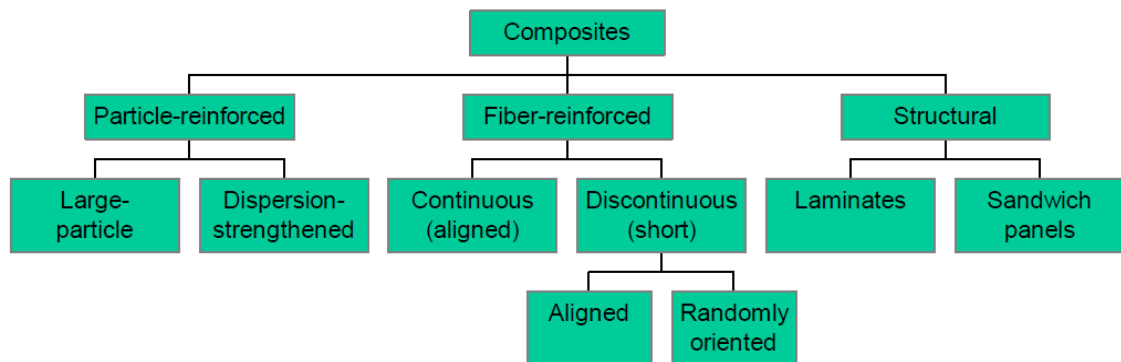 Composites
Particle-reinforced
Fiber-reinforced
Structural
Large-
particle
Dispersion-
strengthened
Continuous
(aligned)
Discontinuous
(short)
Laminates
Sandwich
panels
Aligned
Randomly
oriented